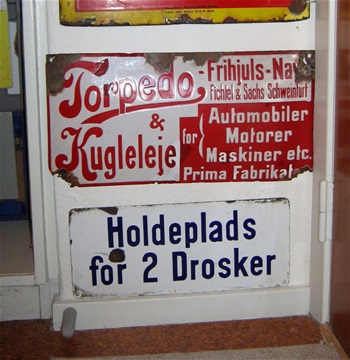 Torpedo - Frihjuls-Nav
Fichtel & Sachs Schweinfurt
& Kugleleje for { Automobiler
Motorer
Maskiner etc.
Prima Fabrikat
Holdeplads
for 2 Drosker